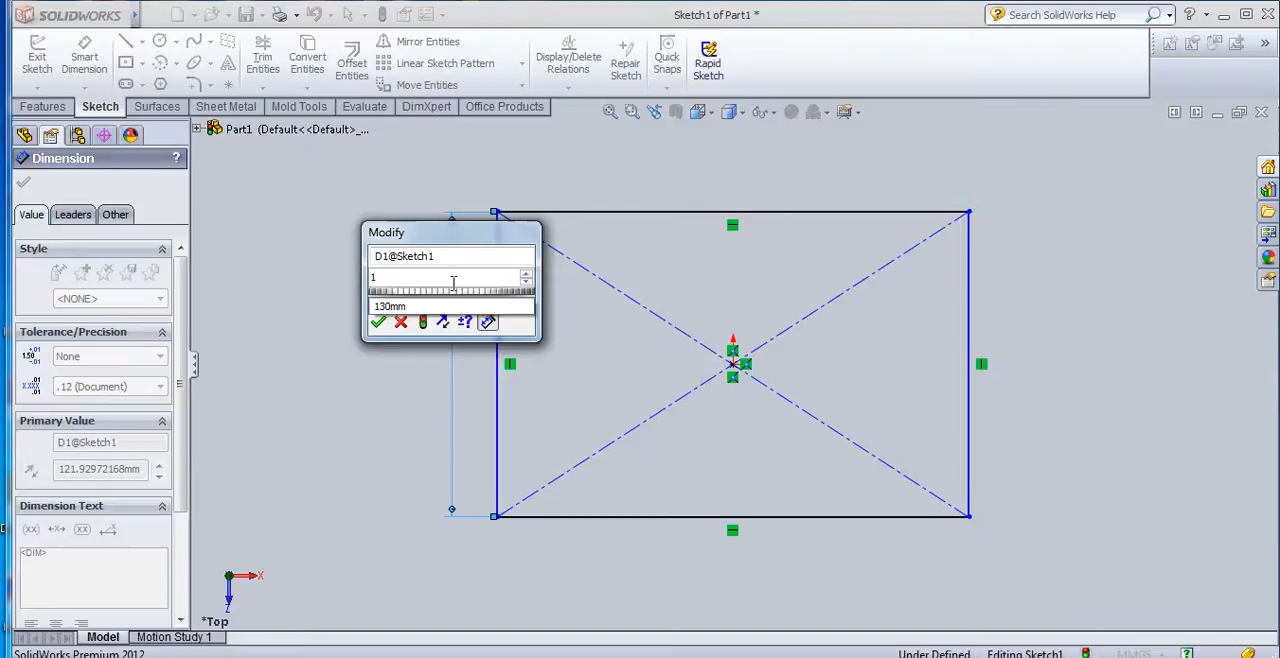 SOLIDWORKS
Sketch1 of Part1 *
Search SolidWorks Help
Exit Sketch
Smart Dimension
Trim Entities
Convert Entities
Offset Entities
Mirror Entities
Linear Sketch Pattern
Move Entities
Display/Delete Relations
Repair Sketch
Quick Snaps
Rapid Sketch
Features Sketch Surfaces Sheet Metal Mold Tools Evaluate DimXpert Office Products
Part1 (Default<<Default>_...
Dimension ?
Value Leaders Other
Style
<NONE>
Tolerance/Precision
None
.12 (Document)
Primary Value
D1@Sketch1
121.92972168mm
Dimension Text
<DIM>
Modify
D1@Sketch1
1
130mm
X
Z
*Top
Model Motion Study 1
SolidWorks Premium 2012
Under Defined Editing Sketch1 MMGS